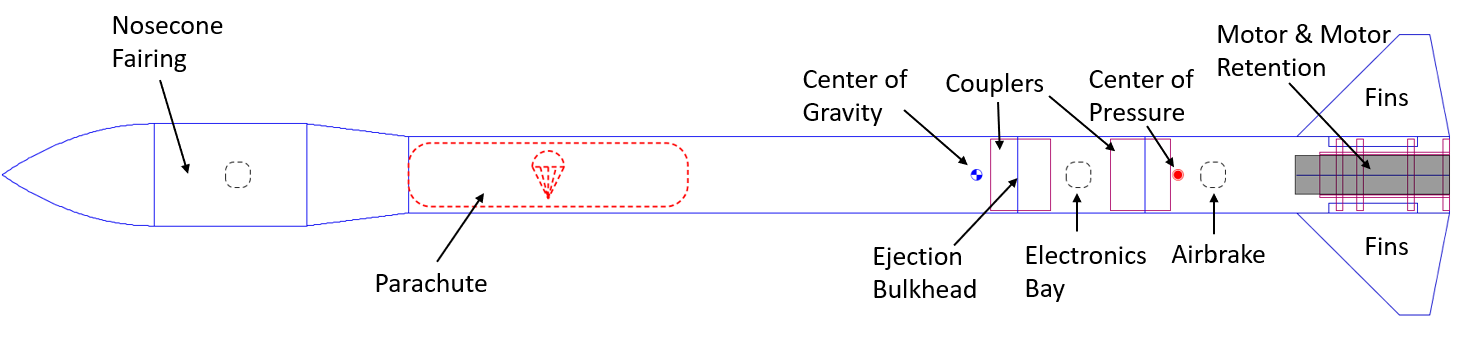 Nosecone
Fairing
Parachute
Center of
Gravity
Couplers
Center of
Pressure
Motor & Motor
Retention
Fins
Ejection
Bulkhead
Electronics
Bay
Airbrake
Fins